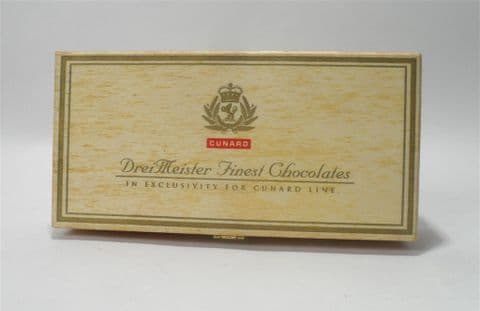 CUNARD
DreiMeister Finest Chocolates
IN EXCLUSIVITY FOR CUNARD LINE